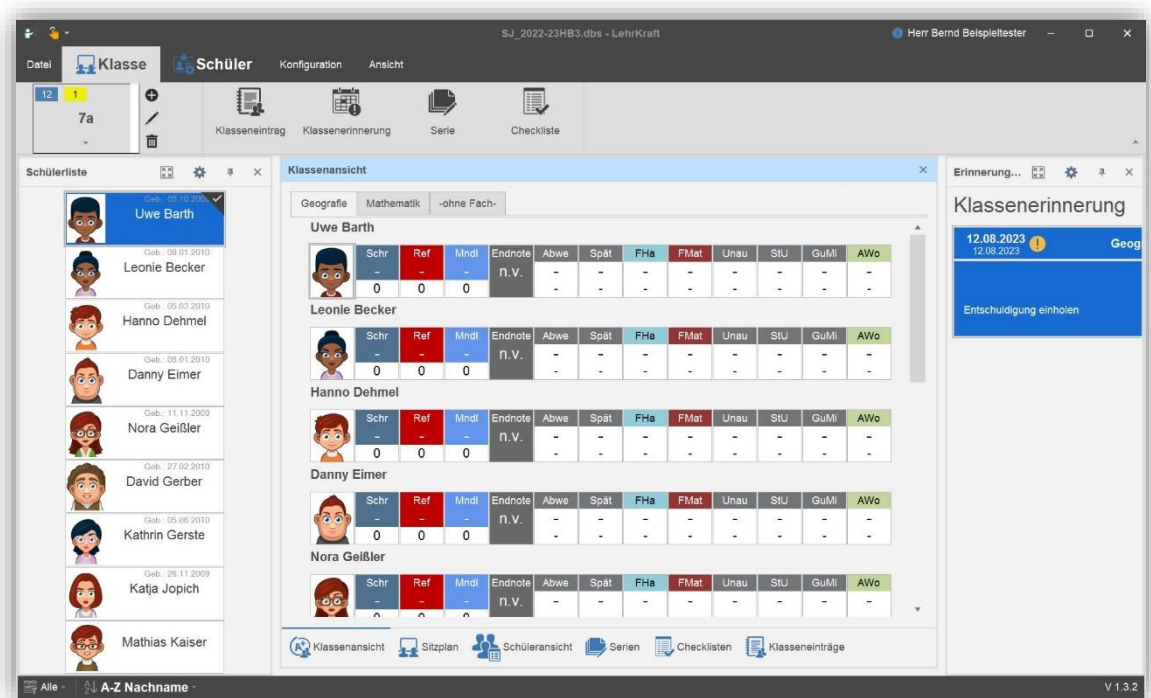 SJ_2022-23HB3.dbs - LehrKraft
Herr Bernd Beispieltester
Datei Klasse Schüler Konfiguration Ansicht
12 1
7a
Klasseneintrag Klassenerinnerung Serie Checkliste
Schülerliste
Geb.: 05.10.2009
Uwe Barth
Geb.: 09.01.2010
Leonie Becker
Geb.: 05.03.2010
Hanno Dehmel
Geb.: 05.01.2010
Danny Eimer
Geb.: 11.11.2009
Nora Geißler
Geb.: 27.02.2010
David Gerber
Geb.: 05.06.2010
Kathrin Gerste
Geb.: 26.11.2009
Katja Jopich
Mathias Kaiser
Klassenansicht
Geografie Mathematik -ohne Fach-
Uwe Barth
Schr Ref Mndl Endnote Abwe Spät FHa FMat Unau StU GuMi AWo
- - - n.v. - - - - - - - -
0 0 0 - - - - - - - -
Leonie Becker
Schr Ref Mndl Endnote Abwe Spät FHa FMat Unau StU GuMi AWo
- - - n.v. - - - - - - - -
0 0 0 - - - - - - - -
Hanno Dehmel
Schr Ref Mndl Endnote Abwe Spät FHa FMat Unau StU GuMi AWo
- - - n.v. - - - - - - - -
0 0 0 - - - - - - - -
Danny Eimer
Schr Ref Mndl Endnote Abwe Spät FHa FMat Unau StU GuMi AWo
- - - n.v. - - - - - - - -
0 0 0 - - - - - - - -
Nora Geißler
Schr Ref Mndl Endnote Abwe Spät FHa FMat Unau StU GuMi AWo
- - - n.v. - - - - - - - -
0 0 0 - - - - - - - -
Klassenansicht Sitzplan Schüleransicht Serien Checklisten Klasseneinträge
Erinnerung...
Klassenerinnerung
12.08.2023 Geog
12.08.2023
Entschuldigung einholen
Alle A-Z Nachname
V 1.3.2